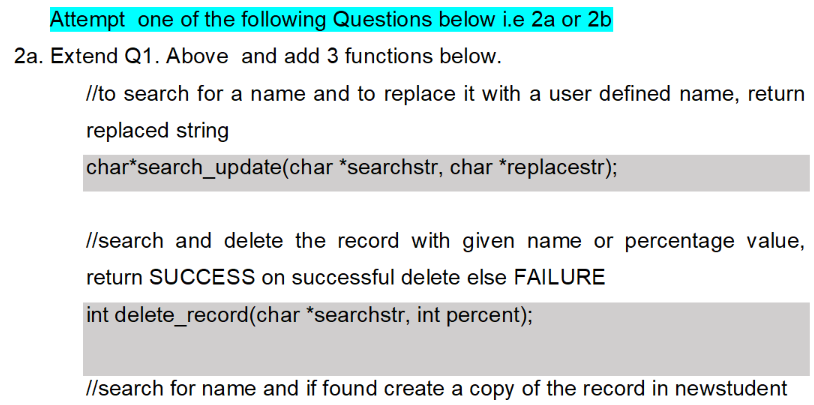 Attempt  one of the following Questions below i.e 2a or 2b
2a. Extend Q1. Above  and add 3 functions below.
//to search for a name and to replace it with a user defined name, return
replaced string
char*search_update(char *searchstr, char *replacestr);
//search and delete the record with given name or percentage value,
return SUCCESS on successful delete else FAILURE
int delete_record(char *searchstr, int percent);
//search for name and if found create a copy of the record in newstudent